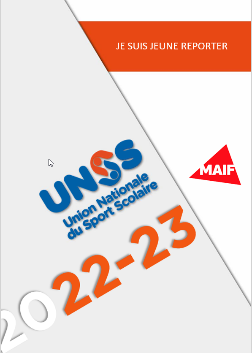 JE SUIS JEUNE REPORTER
MAIF
UNSS
Union Nationale
du Sport Scolaire
2022-23